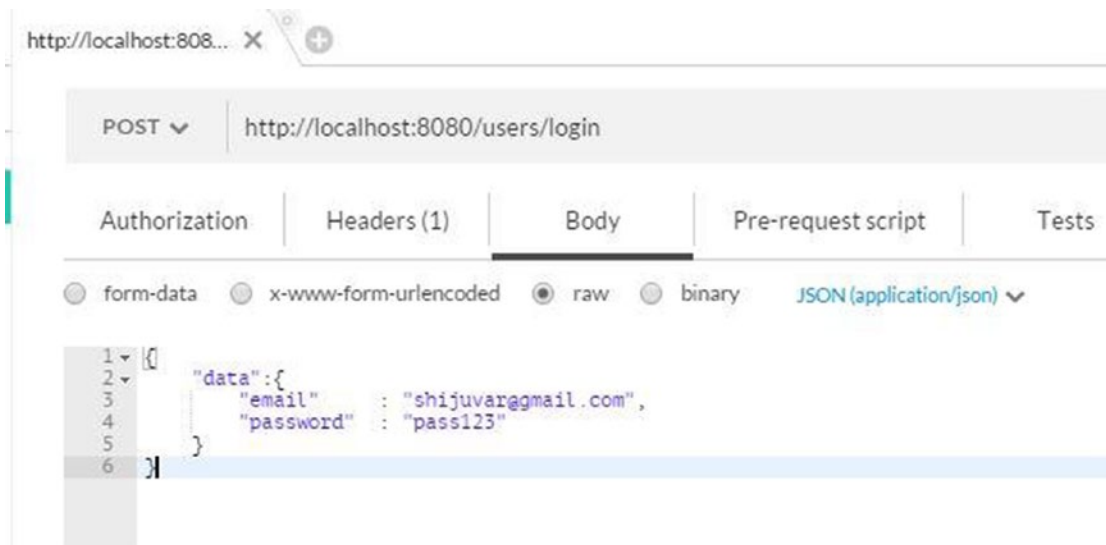 http://localhost:808...
POST http://localhost:8080/users/login
Authorization Headers (1) Body Pre-request script Tests
form-data x-www-form-urlencoded raw binary JSON (application/json)
1 {
2 "data":{
3 "email" : "shijuvar@gmail.com",
4 "password" : "pass123"
5 }
6 }